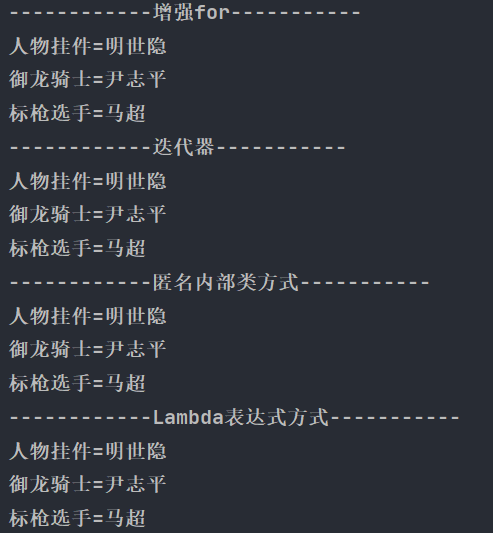 ------------增强for-----------
人物挂件=明世隐
御龙骑士=尹志平
标枪选手=马超
------------迭代器-----------
人物挂件=明世隐
御龙骑士=尹志平
标枪选手=马超
------------匿名内部类方式-----------
人物挂件=明世隐
御龙骑士=尹志平
标枪选手=马超
------------Lambda表达式方式-----------
人物挂件=明世隐
御龙骑士=尹志平
标枪选手=马超